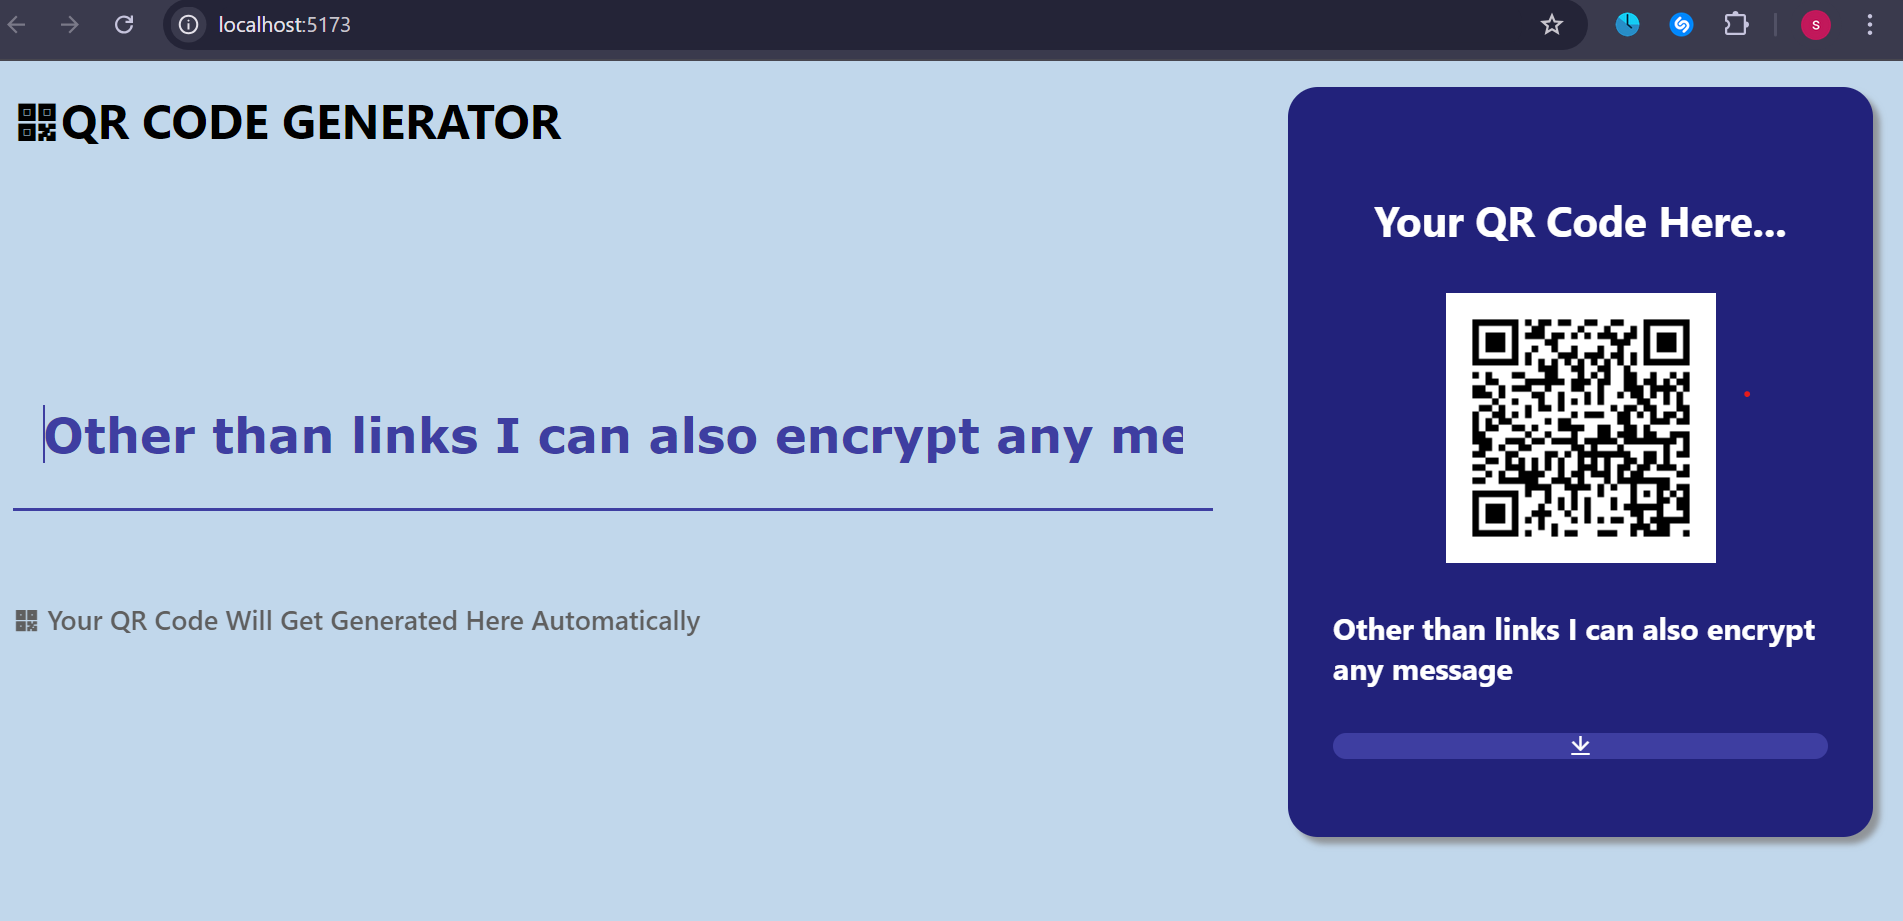 localhost:5173
S
QR CODE GENERATOR
Other than links I can also encrypt any me
Your QR Code Will Get Generated Here Automatically
Your QR Code Here...
Other than links I can also encrypt
any message